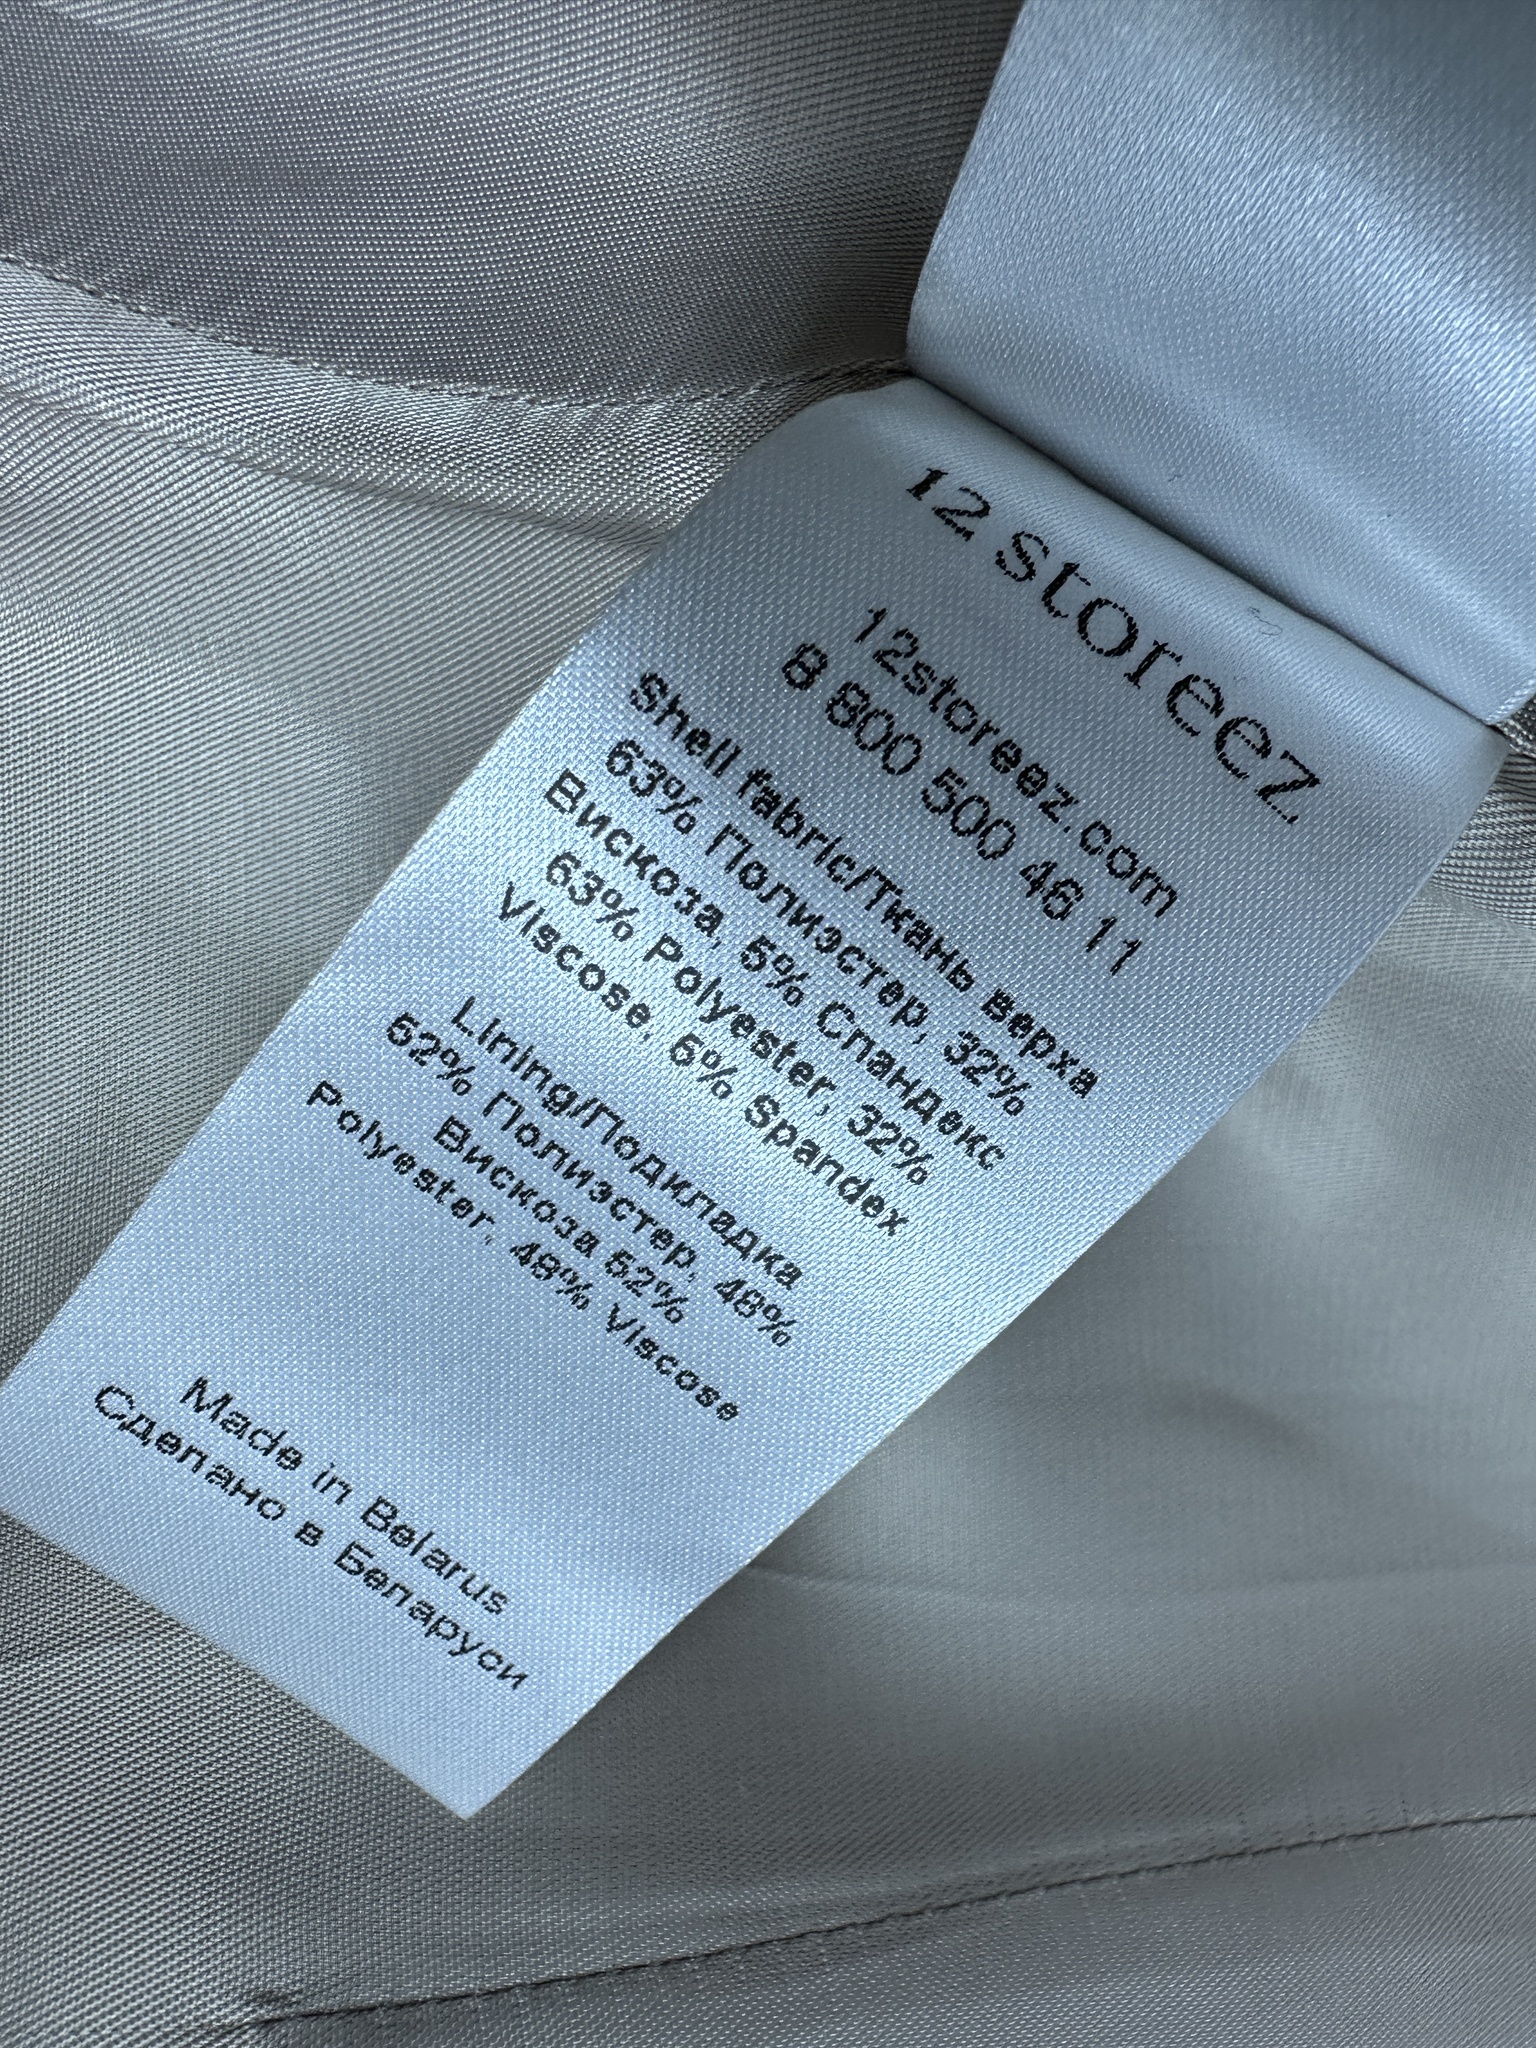 12 storeez
12storeez.com
8 800 500 46 11
Shell fabric/Ткань верха
63% Полиэстер, 32%
Вискоза, 5% Спандекс
63% Polyester, 32%
Viscose, 5% Spandex
Lining/Подкладка
52% Полиэстер, 48%
Вискоза 52%
Polyester, 48% Viscose
Made in Belarus
Сделано в Беларуси